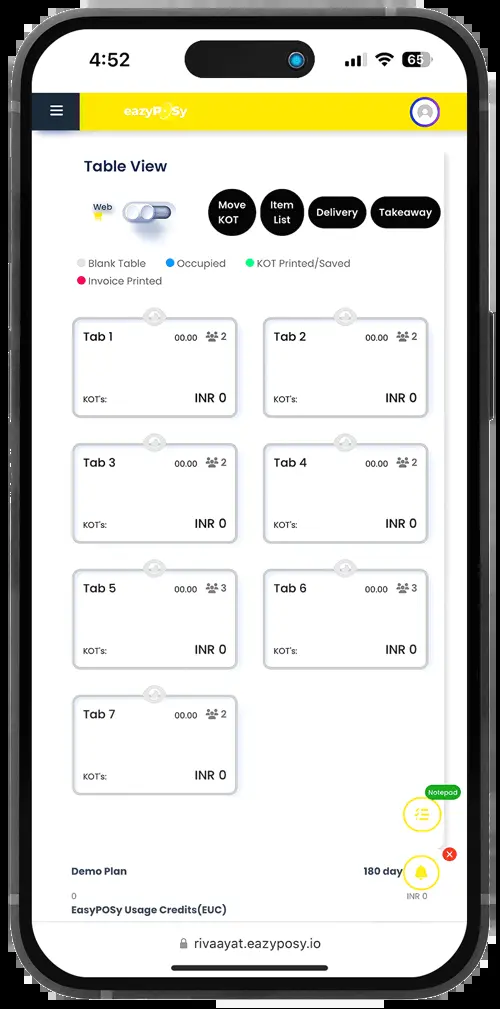 4:52
65
eazyPOSy
Table View
Web
Move
KOT
Item
List
Delivery
Takeaway
Blank Table
Occupied
KOT Printed/Saved
Invoice Printed
Tab 1 00.00 2
KOT's: INR 0
Tab 2 00.00 2
KOT's: INR 0
Tab 3 00.00 2
KOT's: INR 0
Tab 4 00.00 2
KOT's: INR 0
Tab 5 00.00 3
KOT's: INR 0
Tab 6 00.00 3
KOT's: INR 0
Tab 7 00.00 2
KOT's: INR 0
Notepad
Demo Plan 180 day
0 INR 0
EasyPOSy Usage Credits(EUC)
rivaayat.eazyposy.io